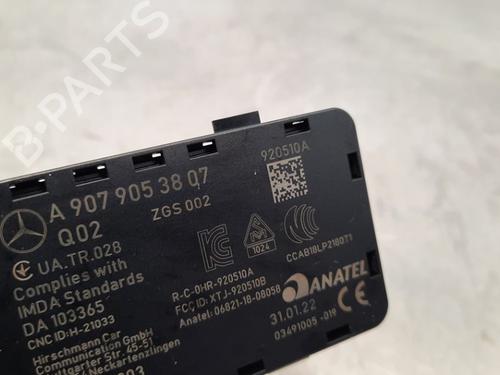 B-PARTS
920510A
A 907 905 38 07
Q02
ZGS 002
UA.TR.028
Complies with
IMDA Standards
DA 103365
CNC ID:H-21033
Hirschmann Car
Communication GmbH
Stuttgarter Str. 45-51
Neckartenzlingen
1024
CCAB18LP2180T1
R-C-0HR-920510A
FCC ID: XTJ-920510B
Anatel: 06821-18-08058
ANATEL
31.01.22
03491005 -019
CE